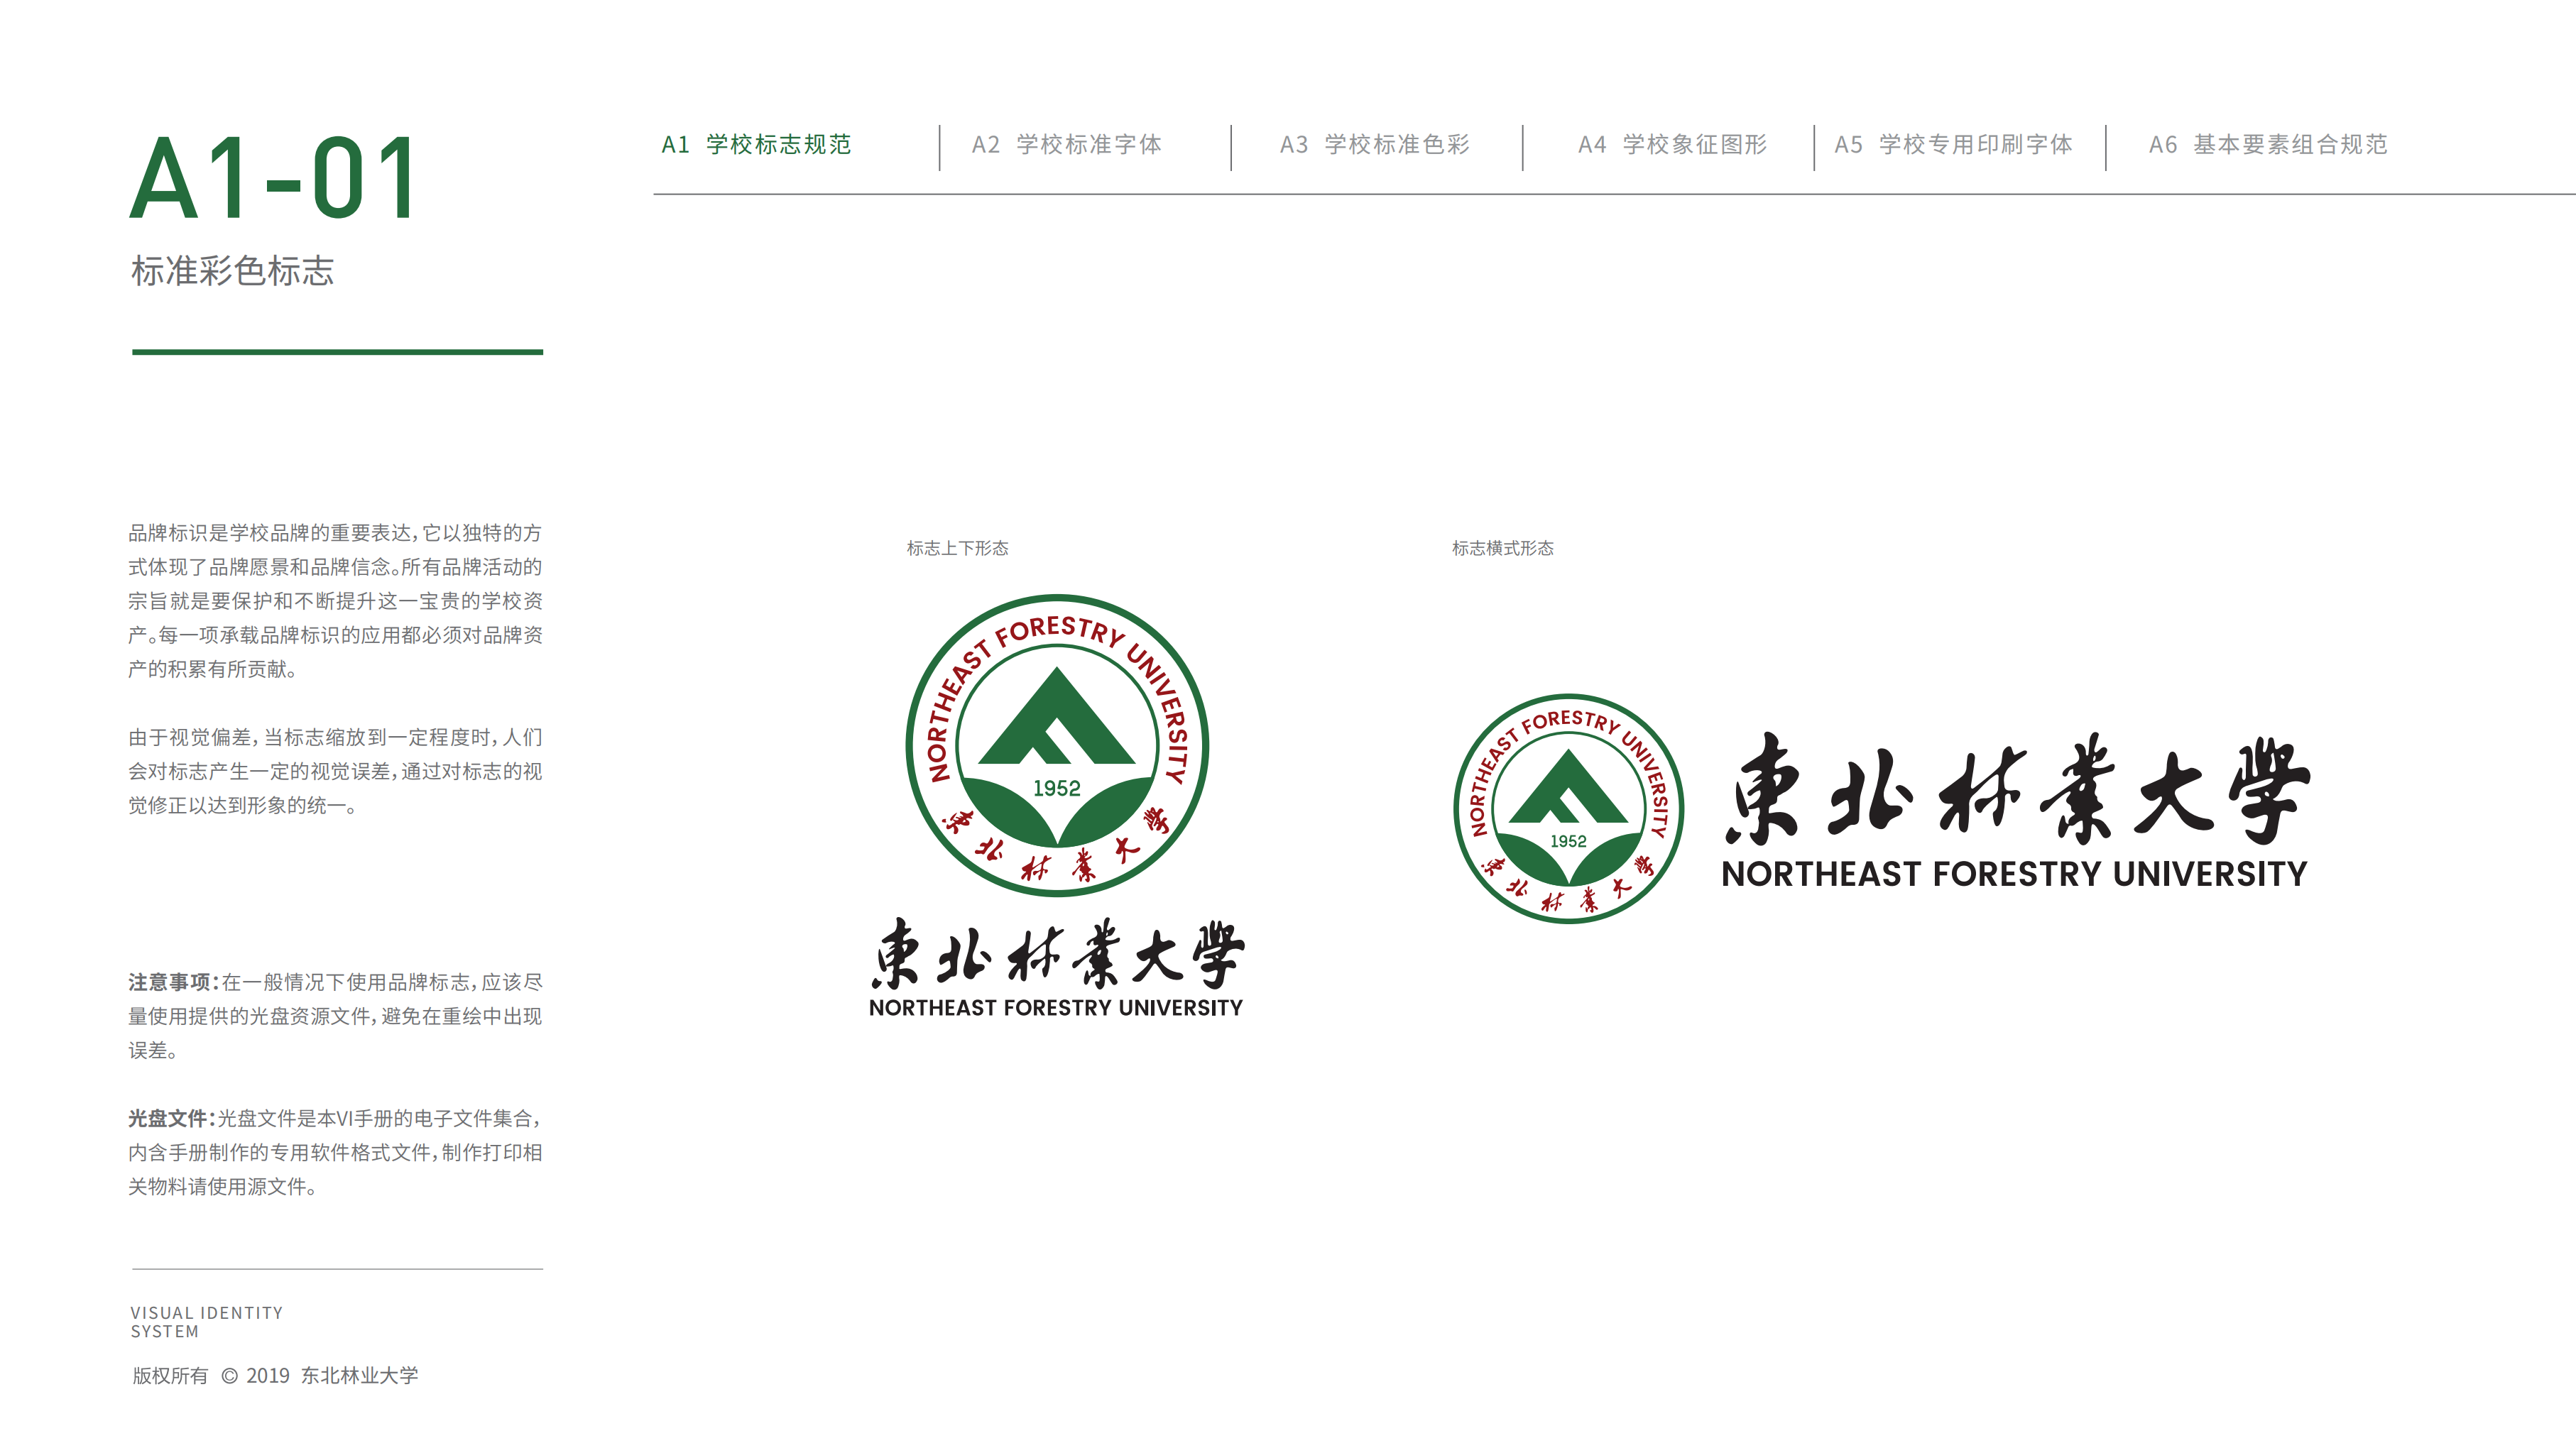 A1-01
标准彩色标志
A1 学校标志规范
A2 学校标准字体
A3 学校标准色彩
A4 学校象征图形
A5 学校专用印刷字体
A6 基本要素组合规范
品牌标识是学校品牌的重要表达，它以独特的方
式体现了品牌愿景和品牌信念。所有品牌活动的
宗旨就是要保护和不断提升这一宝贵的学校资
产。每一项承载品牌标识的应用都必须对品牌资
产的积累有所贡献。
由于视觉偏差，当标志缩放到一定程度时，人们
会对标志产生一定的视觉误差，通过对标志的视
觉修正以达到形象的统一。
注意事项：在一般情况下使用品牌标志，应该尽
量使用提供的光盘资源文件，避免在重绘中出现
误差。
光盘文件：光盘文件是本VI手册的电子文件集合，
内含手册制作的专用软件格式文件，制作打印相
关物料请使用源文件。
VISUAL IDENTITY
SYSTEM
版权所有 © 2019 东北林业大学
标志上下形态
NORTHEAST FORESTRY UNIVERSITY
1952
東北林業大學
東北林業大學
NORTHEAST FORESTRY UNIVERSITY
标志横式形态
NORTHEAST FORESTRY UNIVERSITY
1952
東北林業大學
東北林業大學
NORTHEAST FORESTRY UNIVERSITY